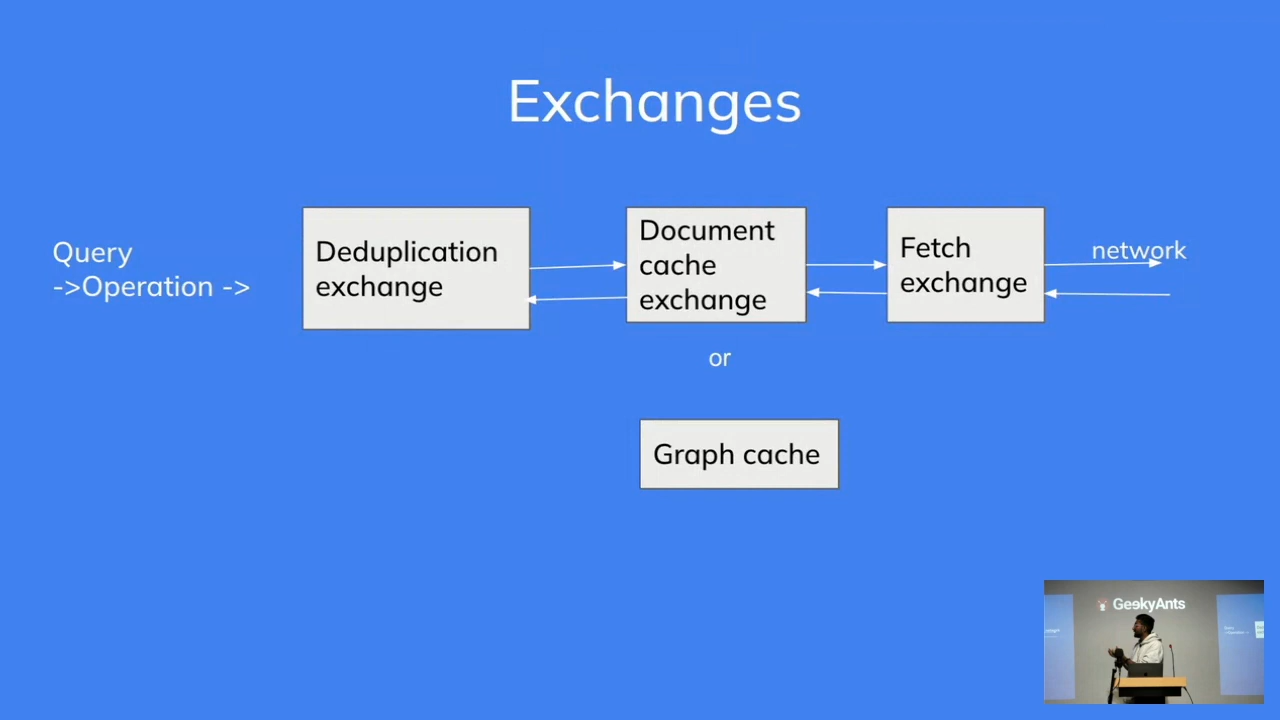 Exchanges
Query
->Operation ->
Deduplication
exchange
Document
cache
exchange
Fetch
exchange
network
or
Graph cache
GeekyAnts